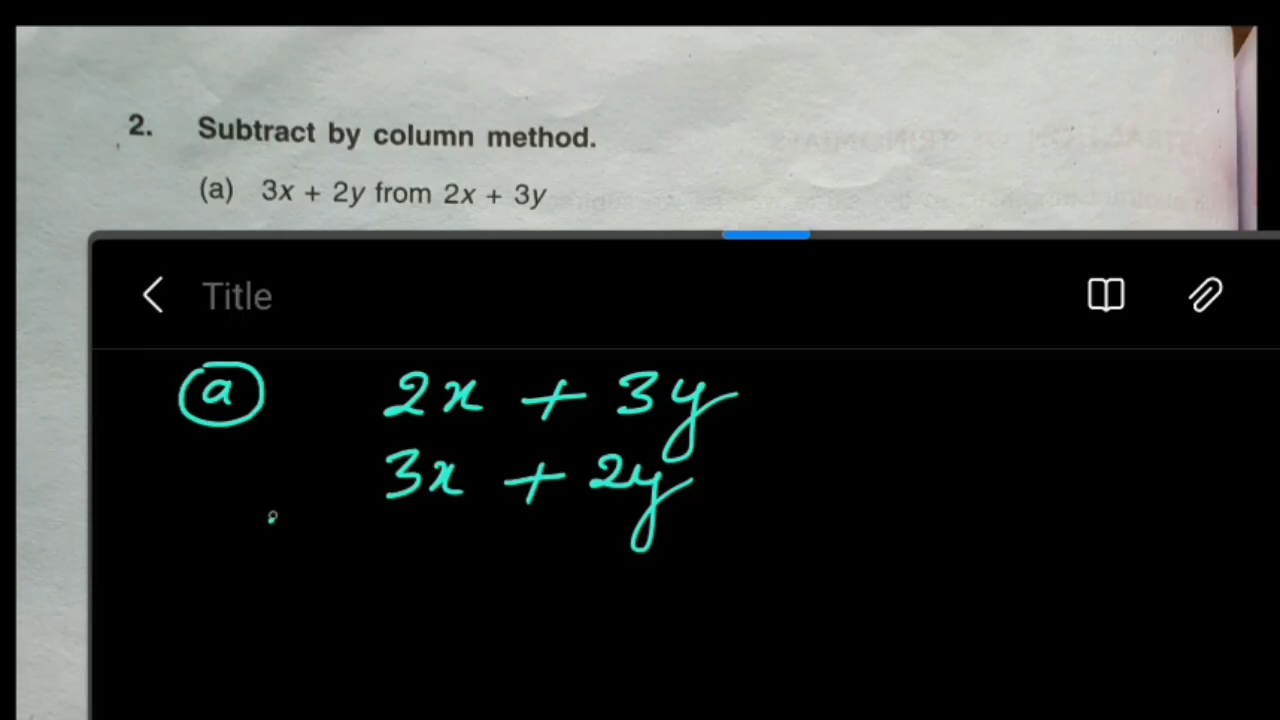 2. Subtract by column method.
(a) 3x + 2y from 2x + 3y
Title
a 2x + 3y
3x + 2y